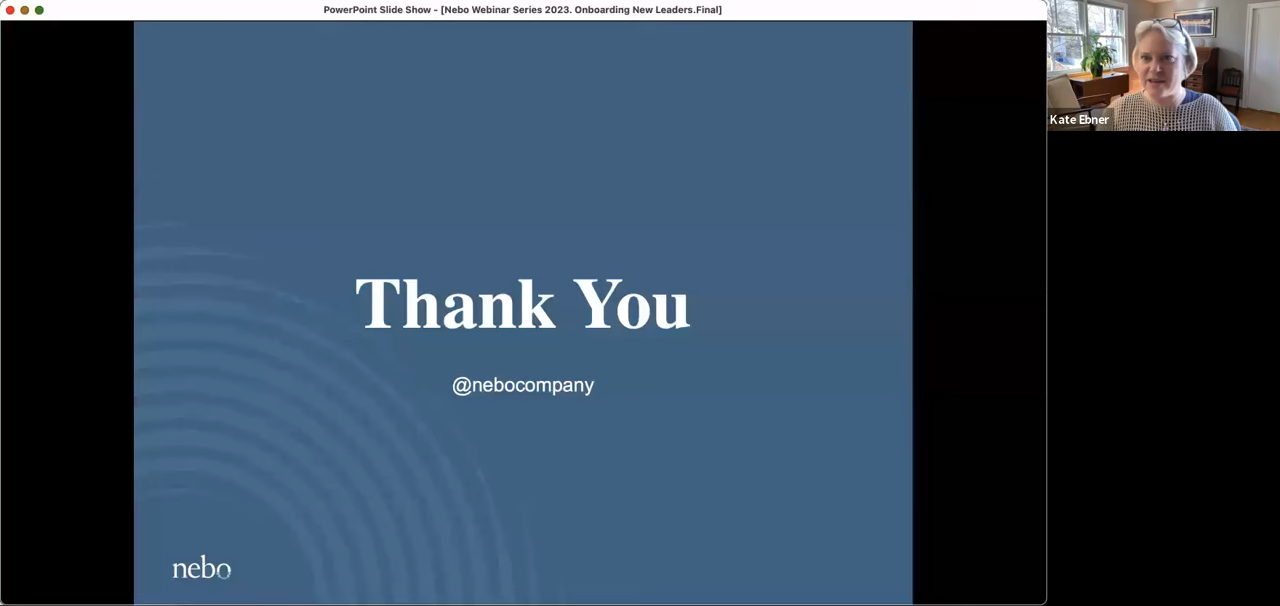 PowerPoint Slide Show - [Nebo Webinar Series 2023. Onboarding New Leaders.Final]
Kate Ebner
Thank You
@nebocompany
nebo